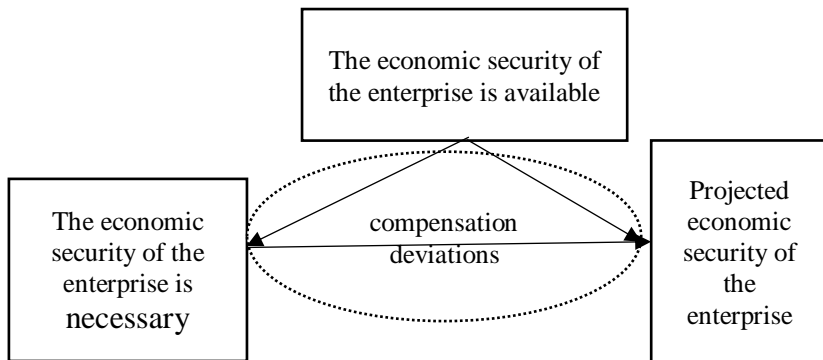 The economic security of
the enterprise is available
The economic
security of the
enterprise is
necessary
compensation
deviations
Projected
economic
security of
the
enterprise